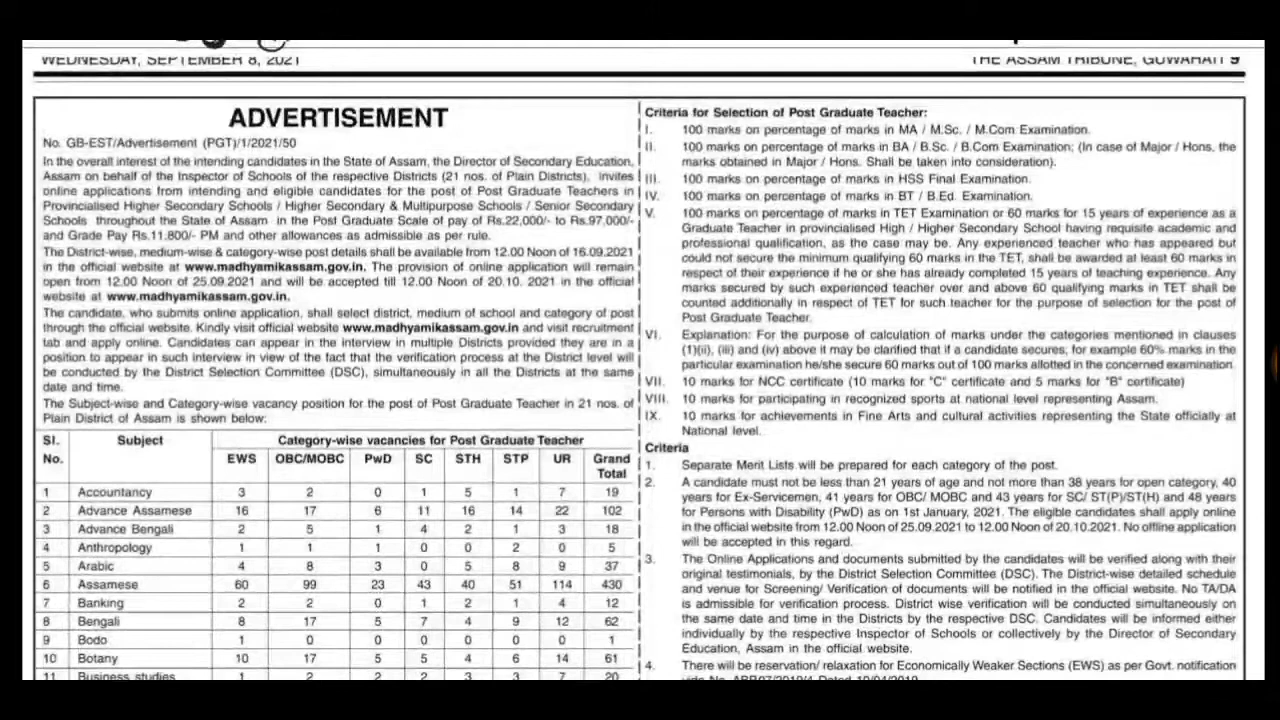 WEDNESDAY, SEPTEMBER 8, 2021
THE ASSAM TRIBUNE, GUWAHATI 9
ADVERTISEMENT
No. GB-EST/Advertisement (PGT)/1/2021/50
In the overall interest of the intending candidates in the State of Assam, the Director of Secondary Education,
Assam on behalf of the Inspector of Schools of the respective Districts (21 nos. of Plain Districts), invites
online applications from intending and eligible candidates for the post of Post Graduate Teachers in
Provincialised Higher Secondary Schools / Higher Secondary & Multipurpose Schools / Senior Secondary
Schools throughout the State of Assam in the Post Graduate Scale of pay of Rs.22,000/- to Rs.97,000/-
and Grade Pay Rs.11,800/- PM and other allowances as admissible as per rule.
The District-wise, medium-wise & category-wise post details shall be available from 12.00 Noon of 16.09.2021
in the official website at www.madhyamikassam.gov.in. The provision of online application will remain
open from 12.00 Noon of 25.09.2021 and will be accepted till 12.00 Noon of 20.10. 2021 in the official
website at www.madhyamikassam.gov.in.
The candidate, who submits online application, shall select district, medium of school and category of post
through the official website. Kindly visit official website www.madhyamikassam.gov.in and visit recruitment
tab and apply online. Candidates can appear in the interview in multiple Districts provided they are in a
position to appear in such interview in view of the fact that the verification process at the District level will
be conducted by the District Selection Committee (DSC), simultaneously in all the Districts at the same
date and time.
The Subject-wise and Category-wise vacancy position for the post of Post Graduate Teacher in 21 nos. of
Plain District of Assam is shown below:
Sl. No. Subject Category-wise vacancies for Post Graduate Teacher
EWS OBC/MOBC PwD SC STH STP UR Grand Total
1 Accountancy 3 2 0 1 5 1 7 19
2 Advance Assamese 16 17 6 11 16 14 22 102
3 Advance Bengali 2 5 1 4 2 1 3 18
4 Anthropology 1 1 1 0 0 2 0 5
5 Arabic 4 8 3 0 5 8 9 37
6 Assamese 60 99 23 43 40 51 114 430
7 Banking 2 2 0 1 2 1 4 12
8 Bengali 8 17 5 7 4 9 12 62
9 Bodo 1 0 0 0 0 0 0 1
10 Botany 10 17 5 5 4 6 14 61
11 Business studies 1 2 2 2 3 3 7 20
Criteria for Selection of Post Graduate Teacher:
I. 100 marks on percentage of marks in MA / M.Sc. / M.Com Examination.
II. 100 marks on percentage of marks in BA / B.Sc. / B.Com Examination; (In case of Major / Hons, the
marks obtained in Major / Hons. Shall be taken into consideration).
III. 100 marks on percentage of marks in HSS Final Examination.
IV. 100 marks on percentage of marks in BT / B.Ed. Examination.
V. 100 marks on percentage of marks in TET Examination or 60 marks for 15 years of experience as a
Graduate Teacher in provincialised High / Higher Secondary School having requisite academic and
professional qualification, as the case may be. Any experienced teacher who has appeared but
could not secure the minimum qualifying 60 marks in the TET, shall be awarded at least 60 marks in
respect of their experience if he or she has already completed 15 years of teaching experience. Any
marks secured by such experienced teacher over and above 60 qualifying marks in TET shall be
counted additionally in respect of TET for such teacher for the purpose of selection for the post of
Post Graduate Teacher.
VI. Explanation: For the purpose of calculation of marks under the categories mentioned in clauses
(1)(ii), (iii) and (iv) above it may be clarified that if a candidate secures; for example 60% marks in the
particular examination he/she secure 60 marks out of 100 marks allotted in the concerned examination.
VII. 10 marks for NCC certificate (10 marks for "C" certificate and 5 marks for "B" certificate)
VIII. 10 marks for participating in recognized sports at national level representing Assam.
IX. 10 marks for achievements in Fine Arts and cultural activities representing the State officially at
National level.
Criteria
1. Separate Merit Lists will be prepared for each category of the post.
2. A candidate must not be less than 21 years of age and not more than 38 years for open category, 40
years for Ex-Servicemen, 41 years for OBC/ MOBC and 43 years for SC/ ST(P)/ST(H) and 48 years
for Persons with Disability (PwD) as on 1st January, 2021. The eligible candidates shall apply online
in the official website from 12.00 Noon of 25.09.2021 to 12.00 Noon of 20.10.2021. No offline application
will be accepted in this regard.
3. The Online Applications and documents submitted by the candidates will be verified along with their
original testimonials, by the District Selection Committee (DSC). The District-wise detailed schedule
and venue for Screening/ Verification of documents will be notified in the official website. No TA/DA
is admissible for verification process. District wise verification will be conducted simultaneously on
the same date and time in the Districts by the respective DSC. Candidates will be informed either
individually by the respective Inspector of Schools or collectively by the Director of Secondary
Education, Assam in the official website.
4. There will be reservation/ relaxation for Economically Weaker Sections (EWS) as per Govt. notification